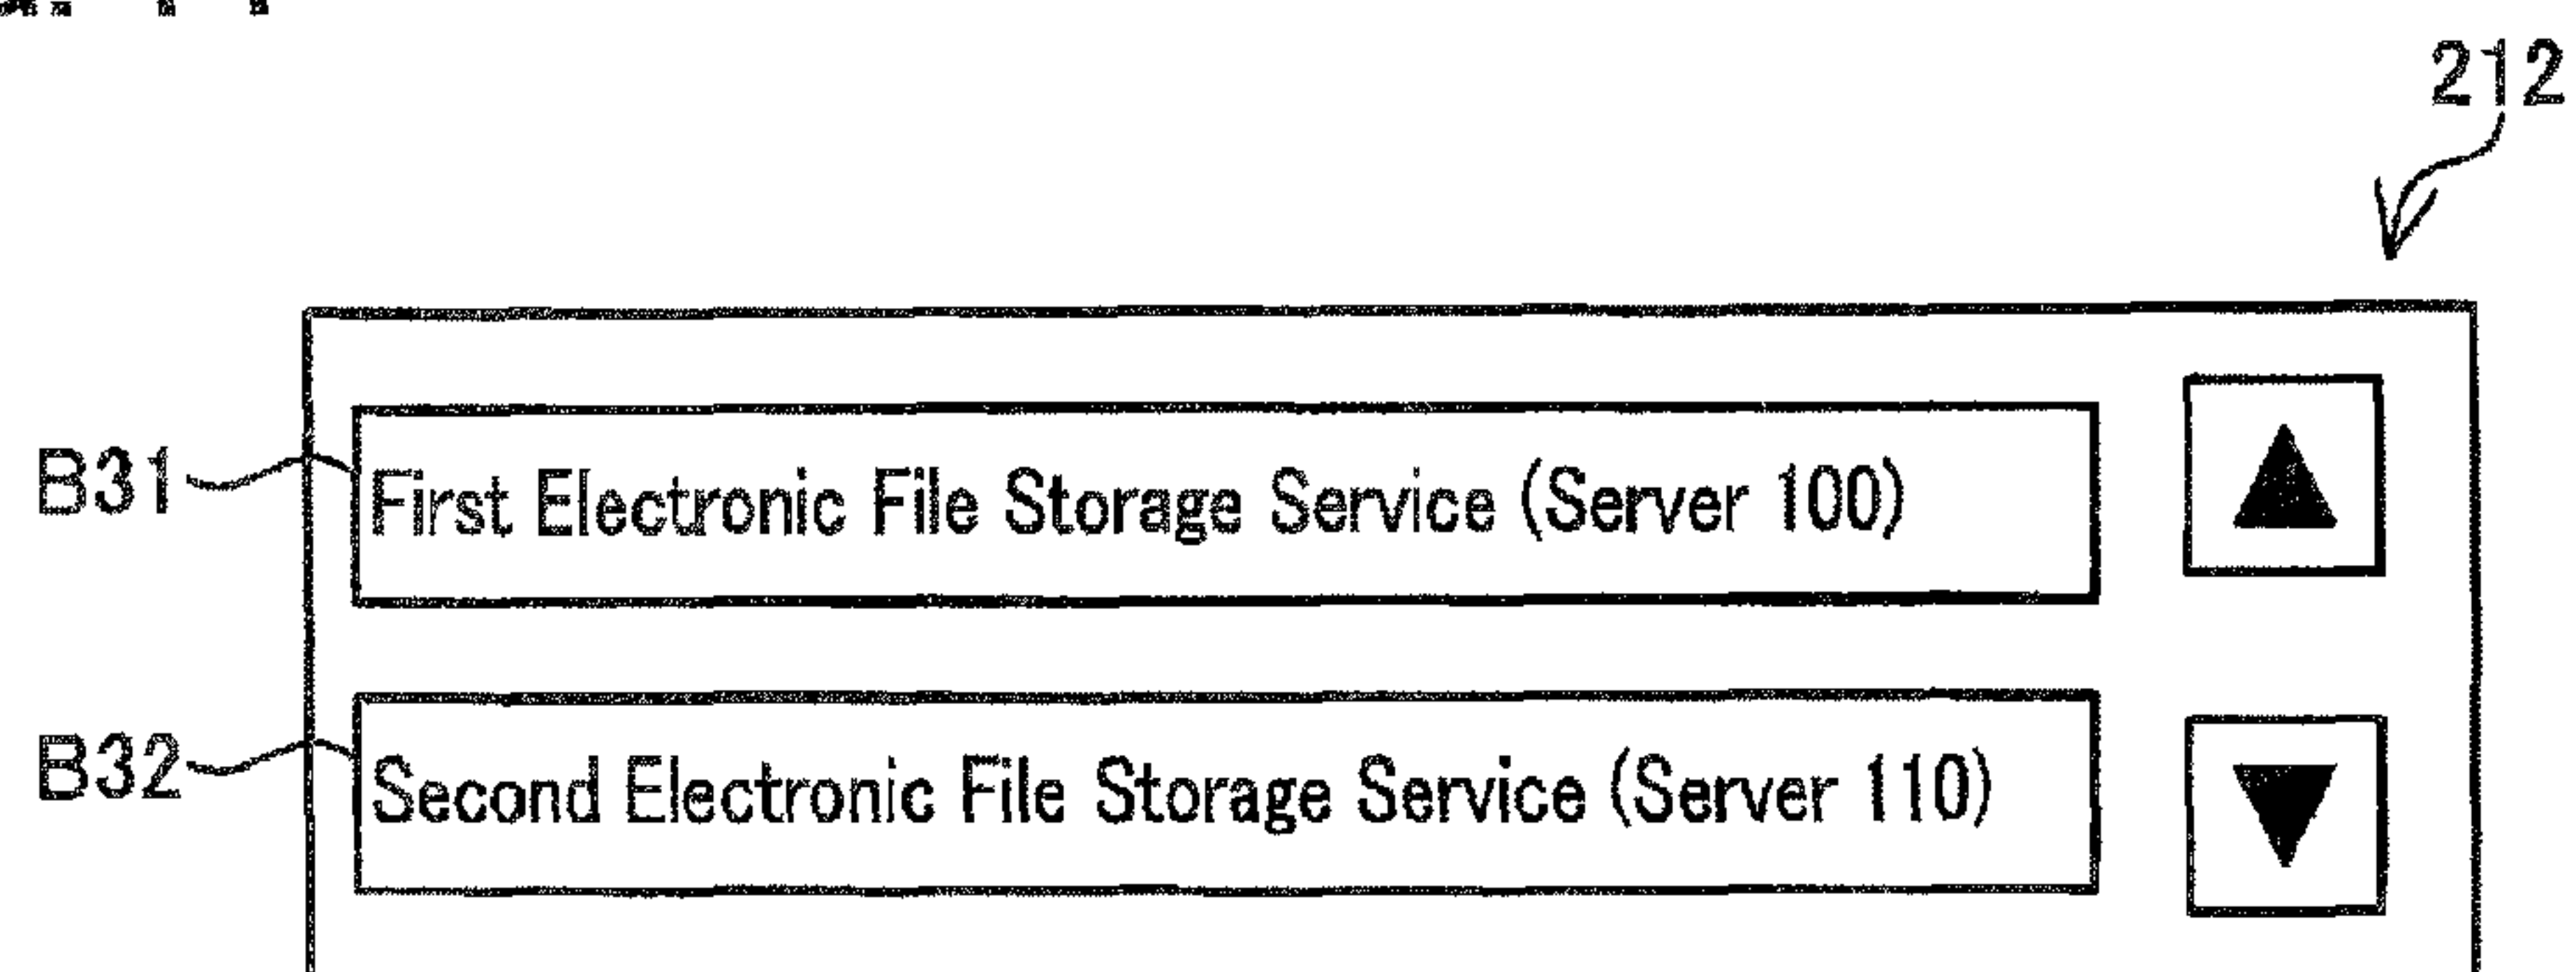 212
B31
First Electronic File Storage Service (Server 100)
B32
Second Electronic File Storage Service (Server 110)